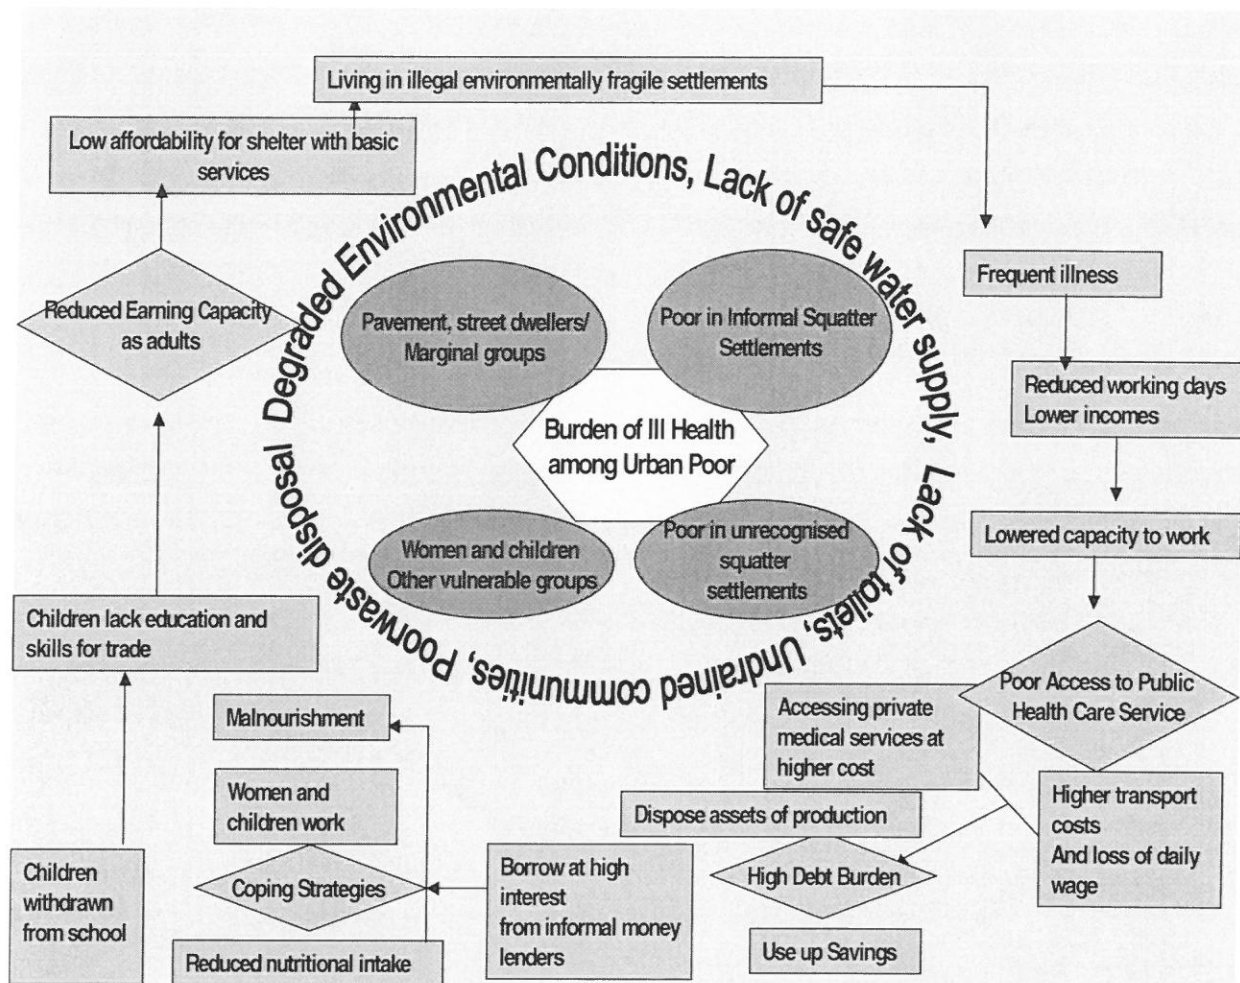 Living in illegal environmentally fragile settlements
Low affordability for shelter with basic
services
Degraded Environmental Conditions, Lack of safe water supply, Lack of toilets, Undrained communities, Poorwaste disposal
Frequent illness
Reduced Earning Capacity
as adults
Pavement, street dwellers/
Marginal groups
Poor in Informal Squatter
Settlements
Reduced working days
Lower incomes
Burden of Ill Health
among Urban Poor
Lowered capacity to work
Women and children
Other vulnerable groups
Poor in unrecognised
squatter
settlements
Children lack education and
skills for trade
Poor Access to Public
Health Care Service
Malnourishment
Accessing private
medical services at
higher cost
Women and
children work
Dispose assets of production
Higher transport
costs
And loss of daily
wage
Children
withdrawn
from school
Coping Strategies
Borrow at high
interest
from informal money
lenders
High Debt Burden
Reduced nutritional intake
Use up Savings